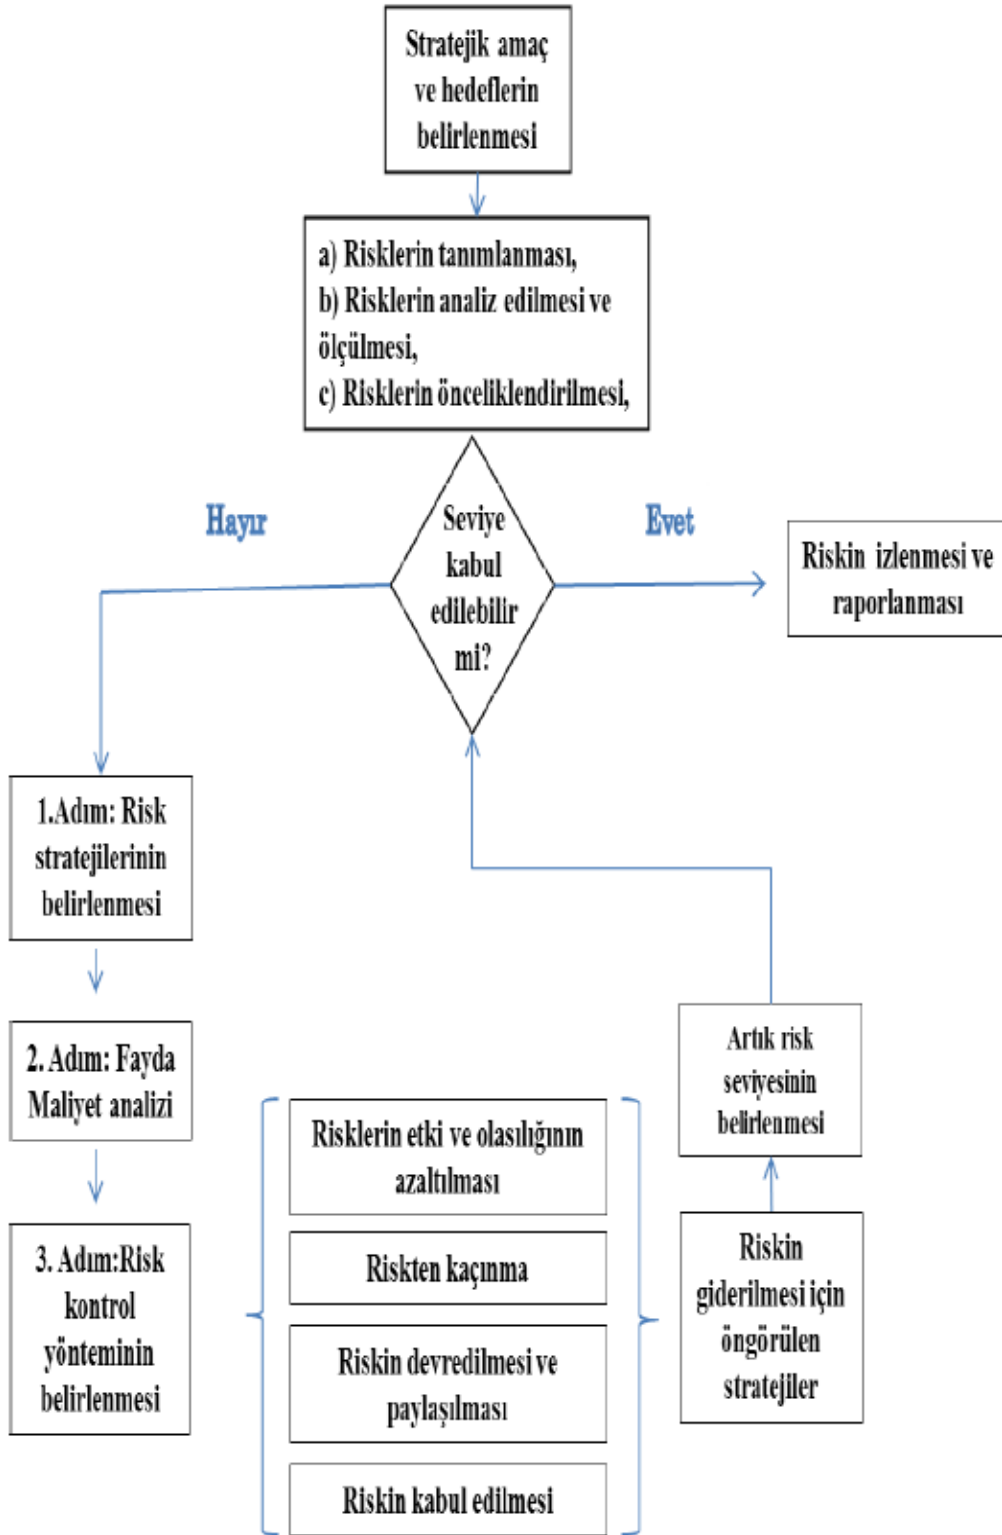 Stratejik amaç
ve hedeflerin
belirlenmesi
a) Risklerin tanımlanması,
b) Risklerin analiz edilmesi ve
ölçülmesi,
c) Risklerin önceliklendirilmesi,
Hayır
Seviye
kabul
edilebilir
mi?
Evet
Riskin izlenmesi ve
raporlanması
1.Adım: Risk
stratejilerinin
belirlenmesi
2. Adım: Fayda
Maliyet analizi
3. Adım:Risk
kontrol
yönteminin
belirlenmesi
Risklerin etki ve olasılığının
azaltılması
Riskten kaçınma
Riskin devredilmesi ve
paylaşılması
Riskin kabul edilmesi
Riskin
giderilmesi için
öngörülen
stratejiler
Artık risk
seviyesinin
belirlenmesi